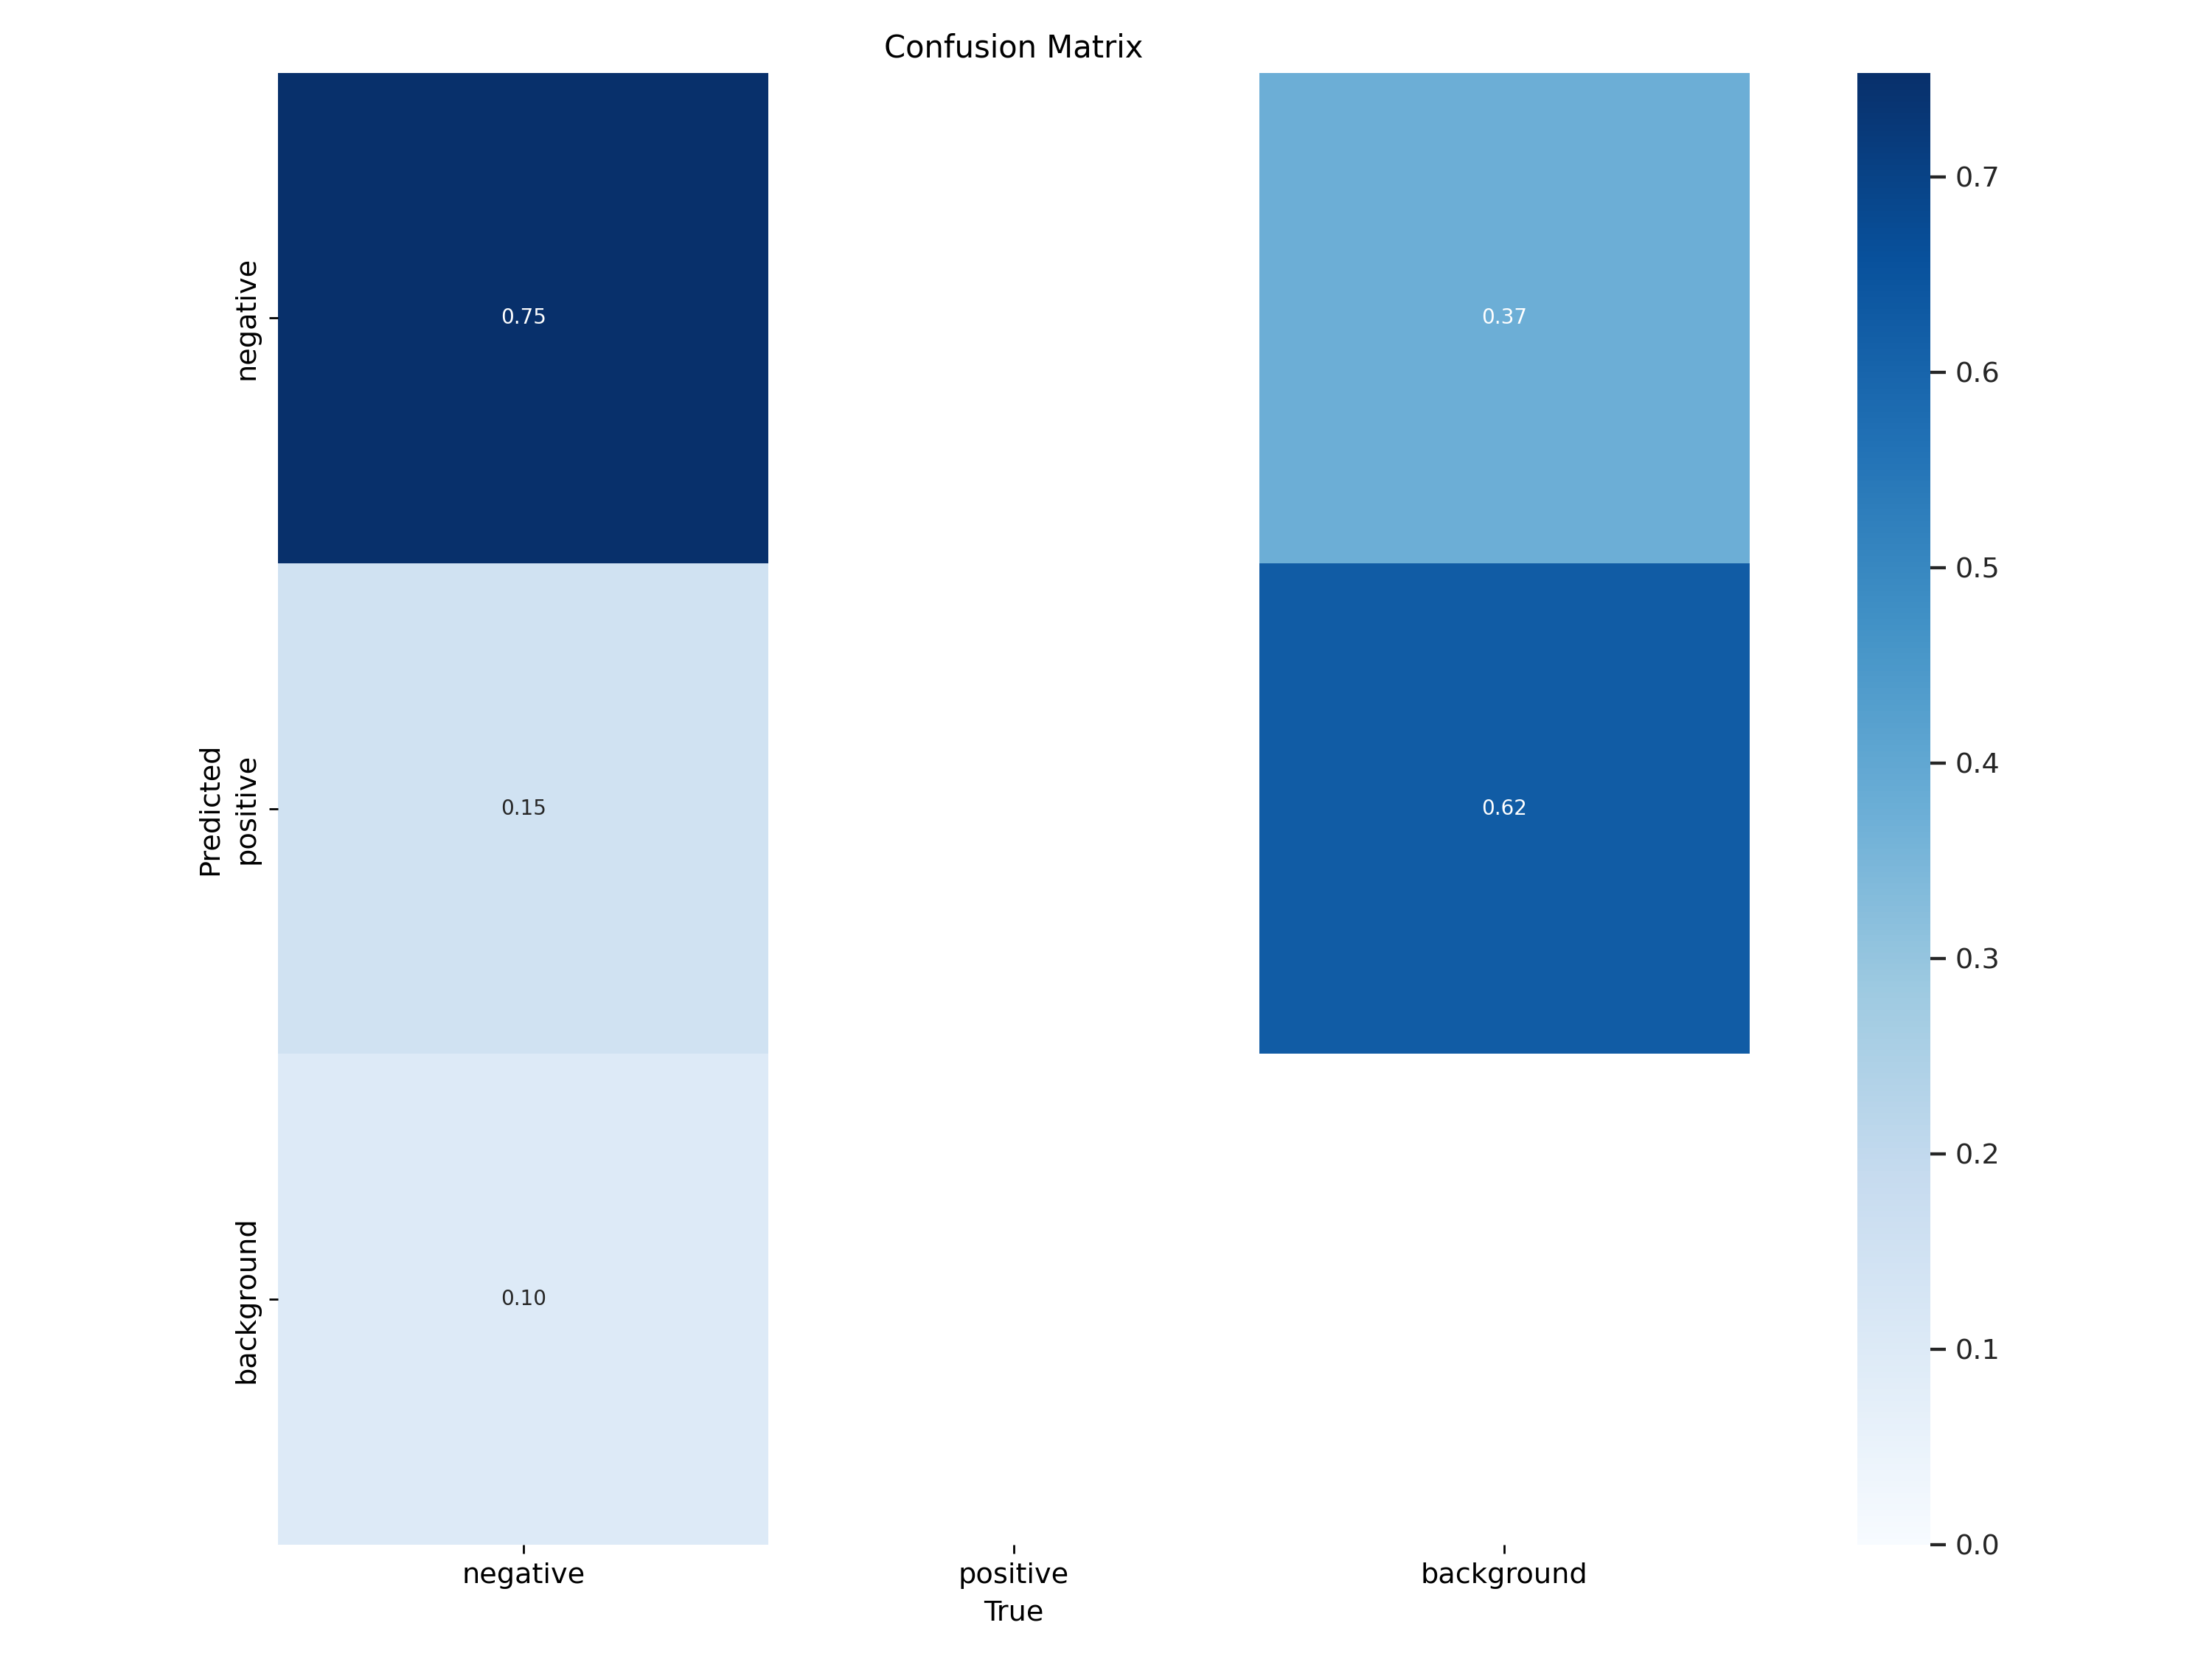 Confusion Matrix
negative
0.75
0.37
0.7
0.6
0.5
Predicted
positive
0.15
0.62
0.4
0.3
0.2
background
0.10
0.1
0.0
negative
positive
background
True